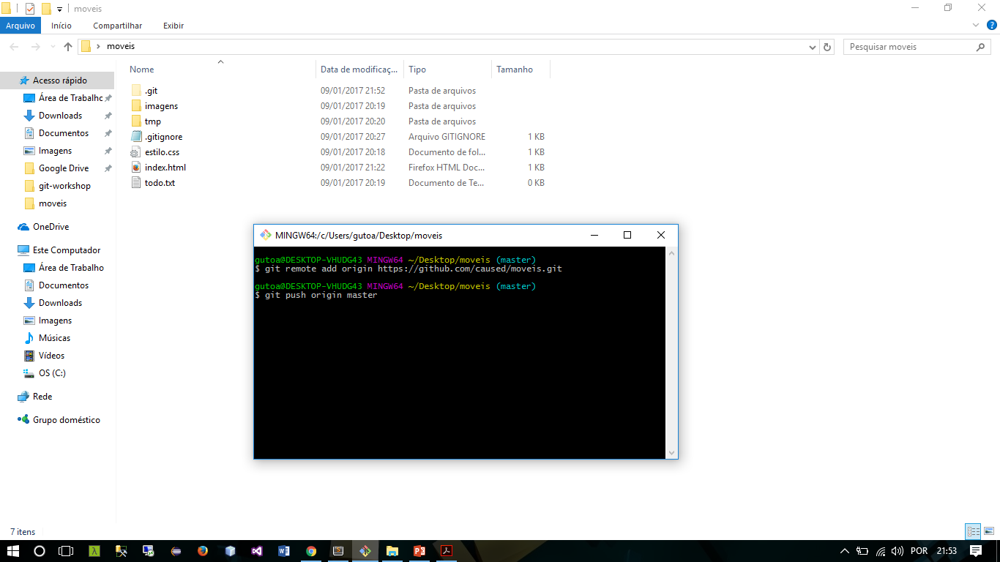 moveis
Arquivo Início Compartilhar Exibir
moveis
Pesquisar moveis
Nome Data de modificaç... Tipo Tamanho
.git 09/01/2017 21:52 Pasta de arquivos
imagens 09/01/2017 20:19 Pasta de arquivos
tmp 09/01/2017 20:20 Pasta de arquivos
.gitignore 09/01/2017 20:27 Arquivo GITIGNORE 1 KB
estilo.css 09/01/2017 20:18 Documento de fol... 1 KB
index.html 09/01/2017 21:22 Firefox HTML Doc... 1 KB
todo.txt 09/01/2017 20:19 Documento de Te... 0 KB
Acesso rápido
Área de Trabalho
Downloads
Documentos
Imagens
Google Drive
git-workshop
moveis
OneDrive
Este Computador
Área de Trabalho
Documentos
Downloads
Imagens
Músicas
Vídeos
OS (C:)
Rede
Grupo doméstico
MINGW64:/c/Users/gutoa/Desktop/moveis
gutoa@DESKTOP-VHUDG43 MINGW64 ~/Desktop/moveis (master)
$ git remote add origin https://github.com/caused/moveis.git
gutoa@DESKTOP-VHUDG43 MINGW64 ~/Desktop/moveis (master)
$ git push origin master
7 itens
POR 21:53